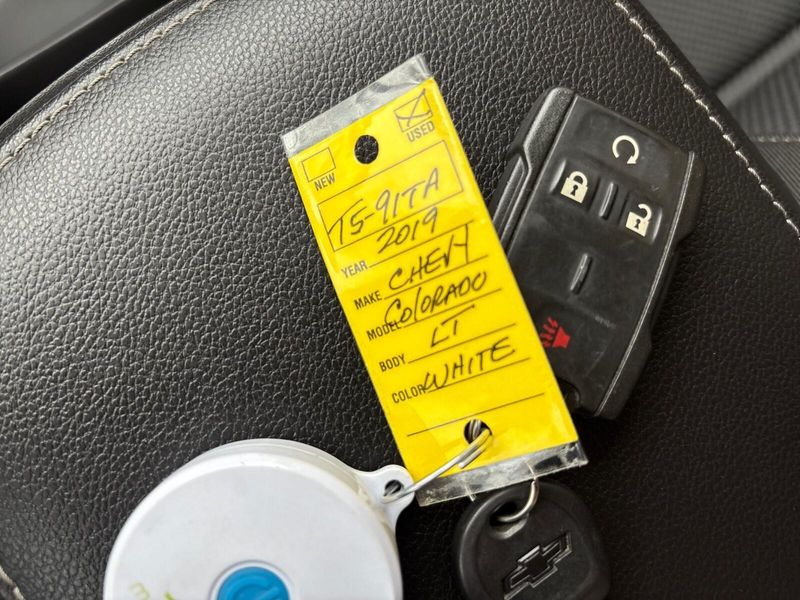 NEW
USED
T5-91TA
YEAR 2019
MAKE CHEVY
MODEL COLORADO
BODY LT
COLOR WHITE